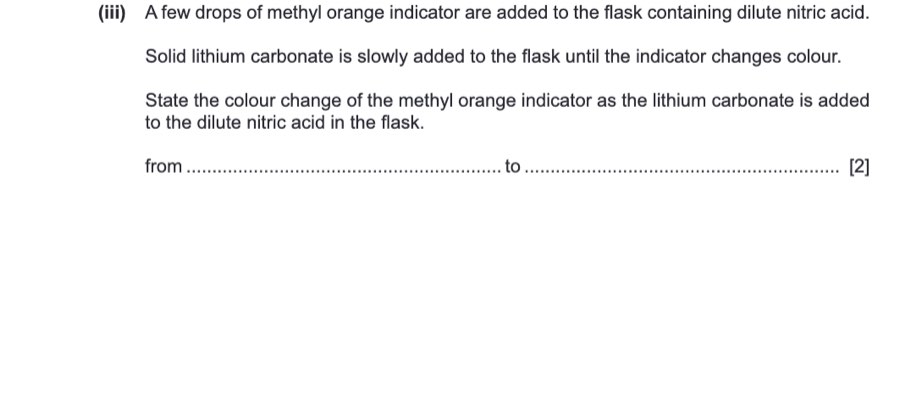 (iii) A few drops of methyl orange indicator are added to the flask containing dilute nitric acid.
Solid lithium carbonate is slowly added to the flask until the indicator changes colour.
State the colour change of the methyl orange indicator as the lithium carbonate is added
to the dilute nitric acid in the flask.
from .............................................................. to .............................................................. [2]